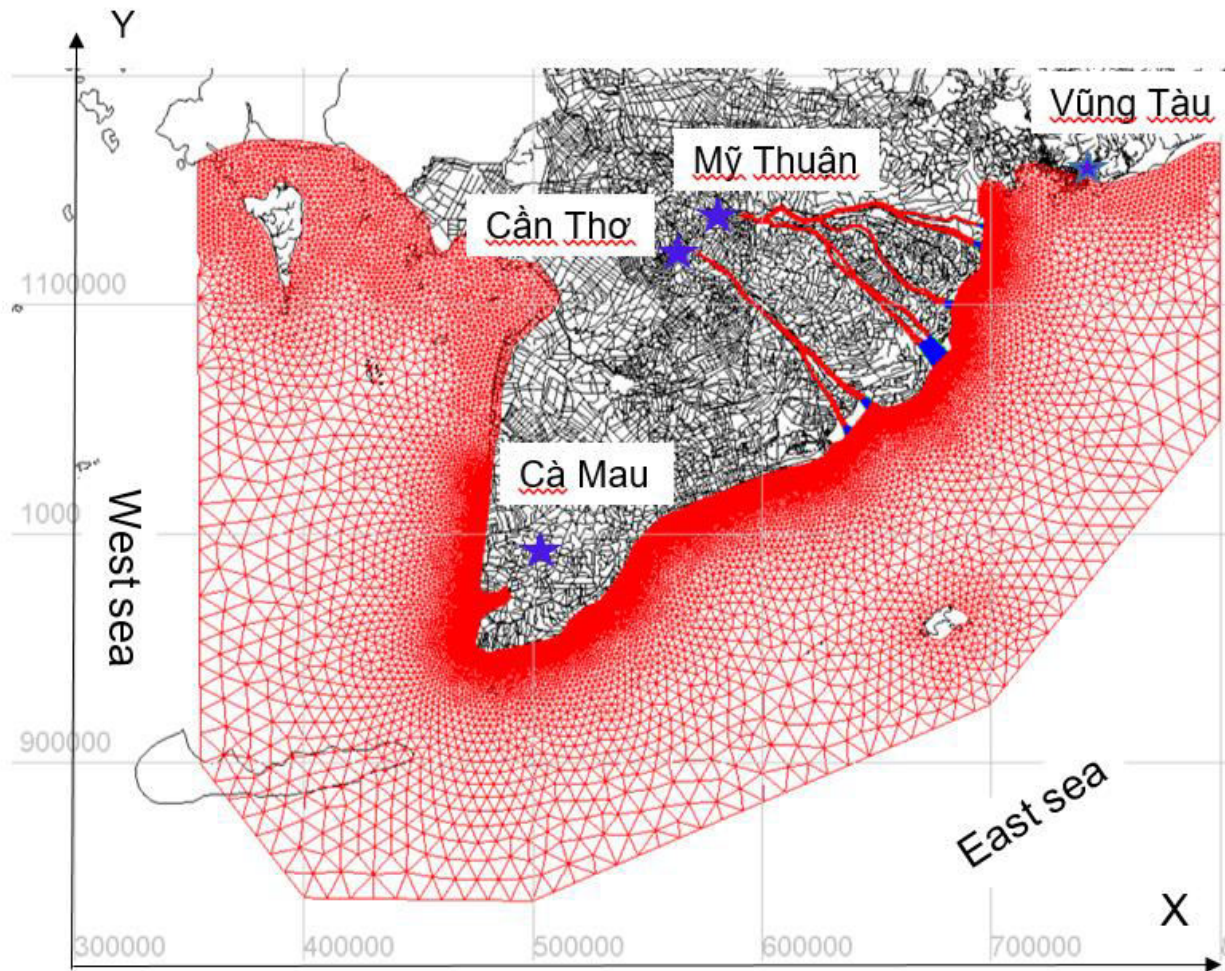 Y
Vũng Tàu
Mỹ Thuân
Cần Thơ
1100000
Cà Mau
1000
West sea
900000
East sea
X
300000
400000
500000
600000
700000